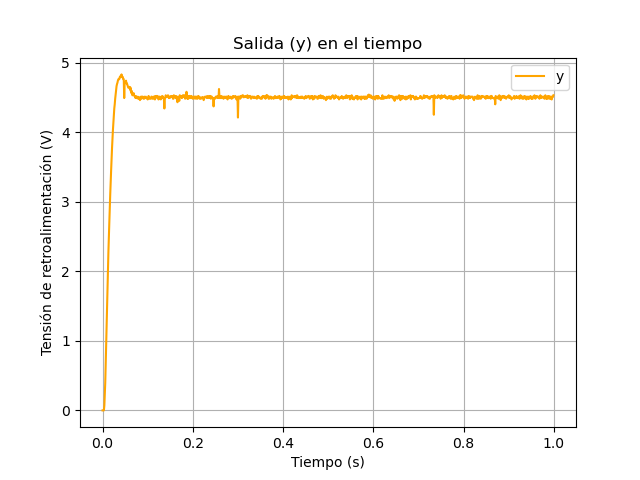 Salida (y) en el tiempo
y
Tensión de retroalimentación (V)
5
4
3
2
1
0
0.0 0.2 0.4 0.6 0.8 1.0
Tiempo (s)